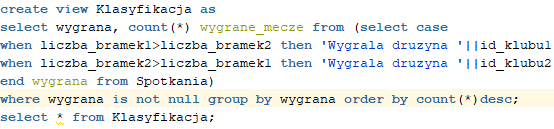 create view Klasyfikacja as
select wygrana, count(*) wygrane_mecze from (select case
when liczba_bramek1>liczba_bramek2 then 'Wygrala druzyna '||id_klubu1
when liczba_bramek2>liczba_bramek1 then 'Wygrala druzyna '||id_klubu2
end wygrana from Spotkania)
where wygrana is not null group by wygrana order by count(*)desc;
select * from Klasyfikacja;